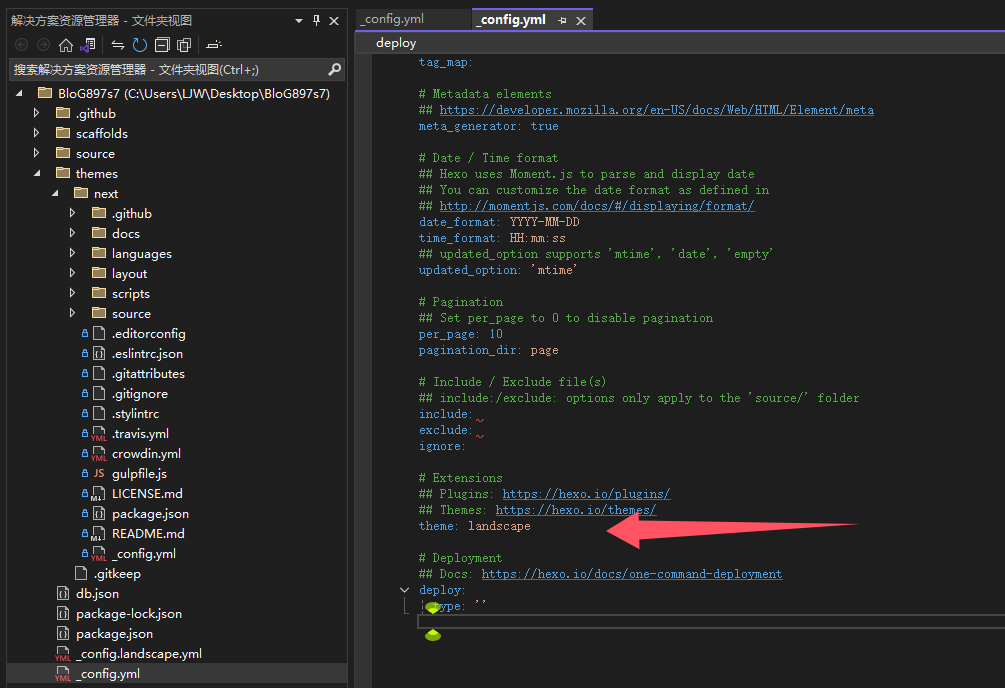 解决方案资源管理器 - 文件夹视图
搜索解决方案资源管理器 - 文件夹视图(Ctrl+;)
BloG897s7 (C:\Users\LJW\Desktop\BloG897s7)
.github
scaffolds
source
themes
next
.github
docs
languages
layout
scripts
source
.editorconfig
.eslintrc.json
.gitattributes
.gitignore
.stylintrc
.travis.yml
crowdin.yml
gulpfile.js
LICENSE.md
package.json
README.md
_config.yml
.gitkeep
db.json
package-lock.json
package.json
_config.landscape.yml
_config.yml
_config.yml
_config.yml
deploy
tag_map:
# Metadata elements
## https://developer.mozilla.org/en-US/docs/Web/HTML/Element/meta
meta_generator: true
# Date / Time format
## Hexo uses Moment.js to parse and display date
## You can customize the date format as defined in
## http://momentjs.com/docs/#/displaying/format/
date_format: YYYY-MM-DD
time_format: HH:mm:ss
## updated_option supports 'mtime', 'date', 'empty'
updated_option: 'mtime'
# Pagination
## Set per_page to 0 to disable pagination
per_page: 10
pagination_dir: page
# Include / Exclude file(s)
## include:/exclude: options only apply to the 'source/' folder
include:
exclude:
ignore:
# Extensions
## Plugins: https://hexo.io/plugins/
## Themes: https://hexo.io/themes/
theme: landscape
# Deployment
## Docs: https://hexo.io/docs/one-command-deployment
deploy:
type: ''